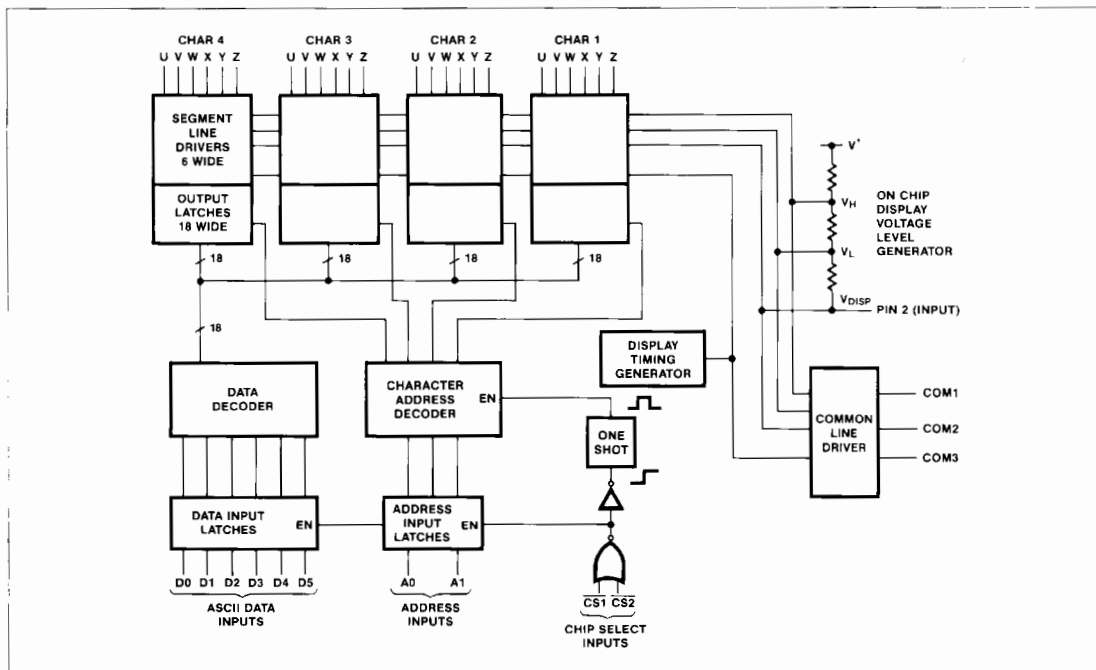 CHAR 4 CHAR 3 CHAR 2 CHAR 1
U V W X Y Z U V W X Y Z U V W X Y Z U V W X Y Z
SEGMENT
LINE
DRIVERS
6 WIDE
OUTPUT
LATCHES
18 WIDE
18 18 18 18
18
V+
VH
VL
VDISP
PIN 2 (INPUT)
ON CHIP
DISPLAY
VOLTAGE
LEVEL
GENERATOR
DISPLAY
TIMING
GENERATOR
DATA
DECODER
CHARACTER
ADDRESS
DECODER
EN
ONE
SHOT
COMMON
LINE
DRIVER
COM1
COM2
COM3
DATA INPUT
LATCHES
EN
ADDRESS
INPUT
LATCHES
EN
D0 D1 D2 D3 D4 D5
ASCII DATA
INPUTS
A0 A1
ADDRESS
INPUTS
CS1 CS2
CHIP SELECT
INPUTS